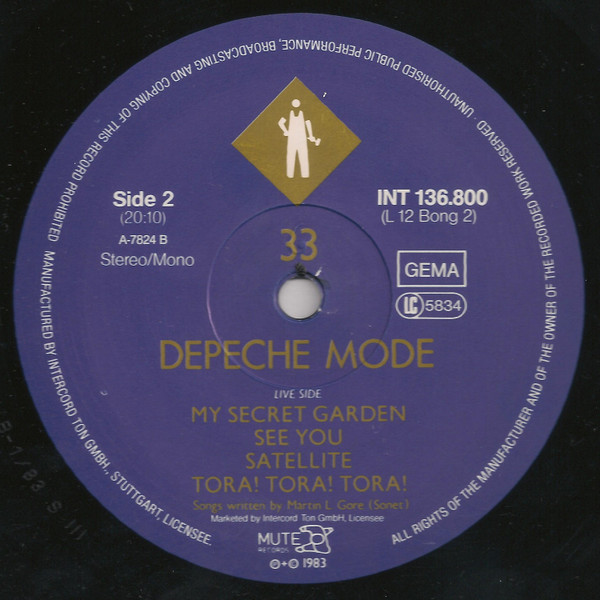 UNAUTHORISED PUBLIC PERFORMANCE, BROADCASTING AND COPYING OF THIS RECORD PROHIBITED
MANUFACTURED BY INTERCORD TON GMBH., STUTTGART, LICENSEE.
ALL RIGHTS OF THE MANUFACTURER AND OF THE OWNER OF THE RECORDED WORK RESERVED -
Side 2
(20:10)
A-7824 B
Stereo/Mono
INT 136.800
(L 12 Bong 2)
GEMA
LC 5834
33
DEPECHE MODE
LIVE SIDE
MY SECRET GARDEN
SEE YOU
SATELLITE
TORA! TORA! TORA!
Songs written by Martin L. Gore (Sonet)
Marketed by Intercord Ton GmbH, Licensee
MUTE
RECORDS
℗+© 1983